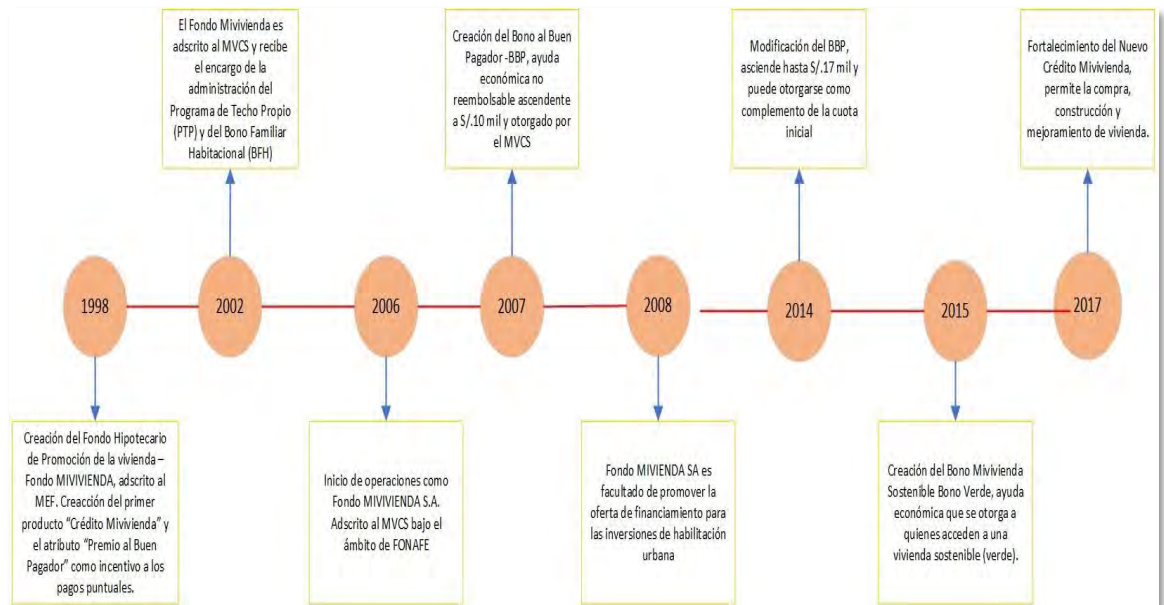 El Fondo Mivivienda es
adscrito al MVCS y recibe
el encargo de la
administración del
Programa de Techo Propio
(PTP) y del Bono Familiar
Habitacional (BFH)
Creación del Bono al Buen
Pagador -BBP, ayuda
económica no
reembolsable ascendente
a S/.10 mil y otorgado por
el MVCS
Modificación del BBP,
asciende hasta S/.17 mil y
puede otorgarse como
complemento de la cuota
inicial
Fortalecimiento del Nuevo
Crédito Mivivienda,
permite la compra,
construcción y
mejoramiento de vivienda.
1998
2002
2006
2007
2008
2014
2015
2017
Creación del Fondo Hipotecario
de Promoción de la vivienda –
Fondo MIVIVIENDA, adscrito al
MEF. Creacción del primer
producto “Crédito Mivivienda” y
el atributo “Premio al Buen
Pagador” como incentivo a los
pagos puntuales.
Inicio de operaciones como
Fondo MIVIVIENDA S.A.
Adscrito al MVCS bajo el
ámbito de FONAFE
Fondo MIVIENDA SA es
facultado de promover la
oferta de financiamiento para
las inversiones de habilitación
urbana
Creación del Bono Mivivienda
Sostenible Bono Verde, ayuda
económica que se otorga a
quienes acceden a una
vivienda sostenible (verde).